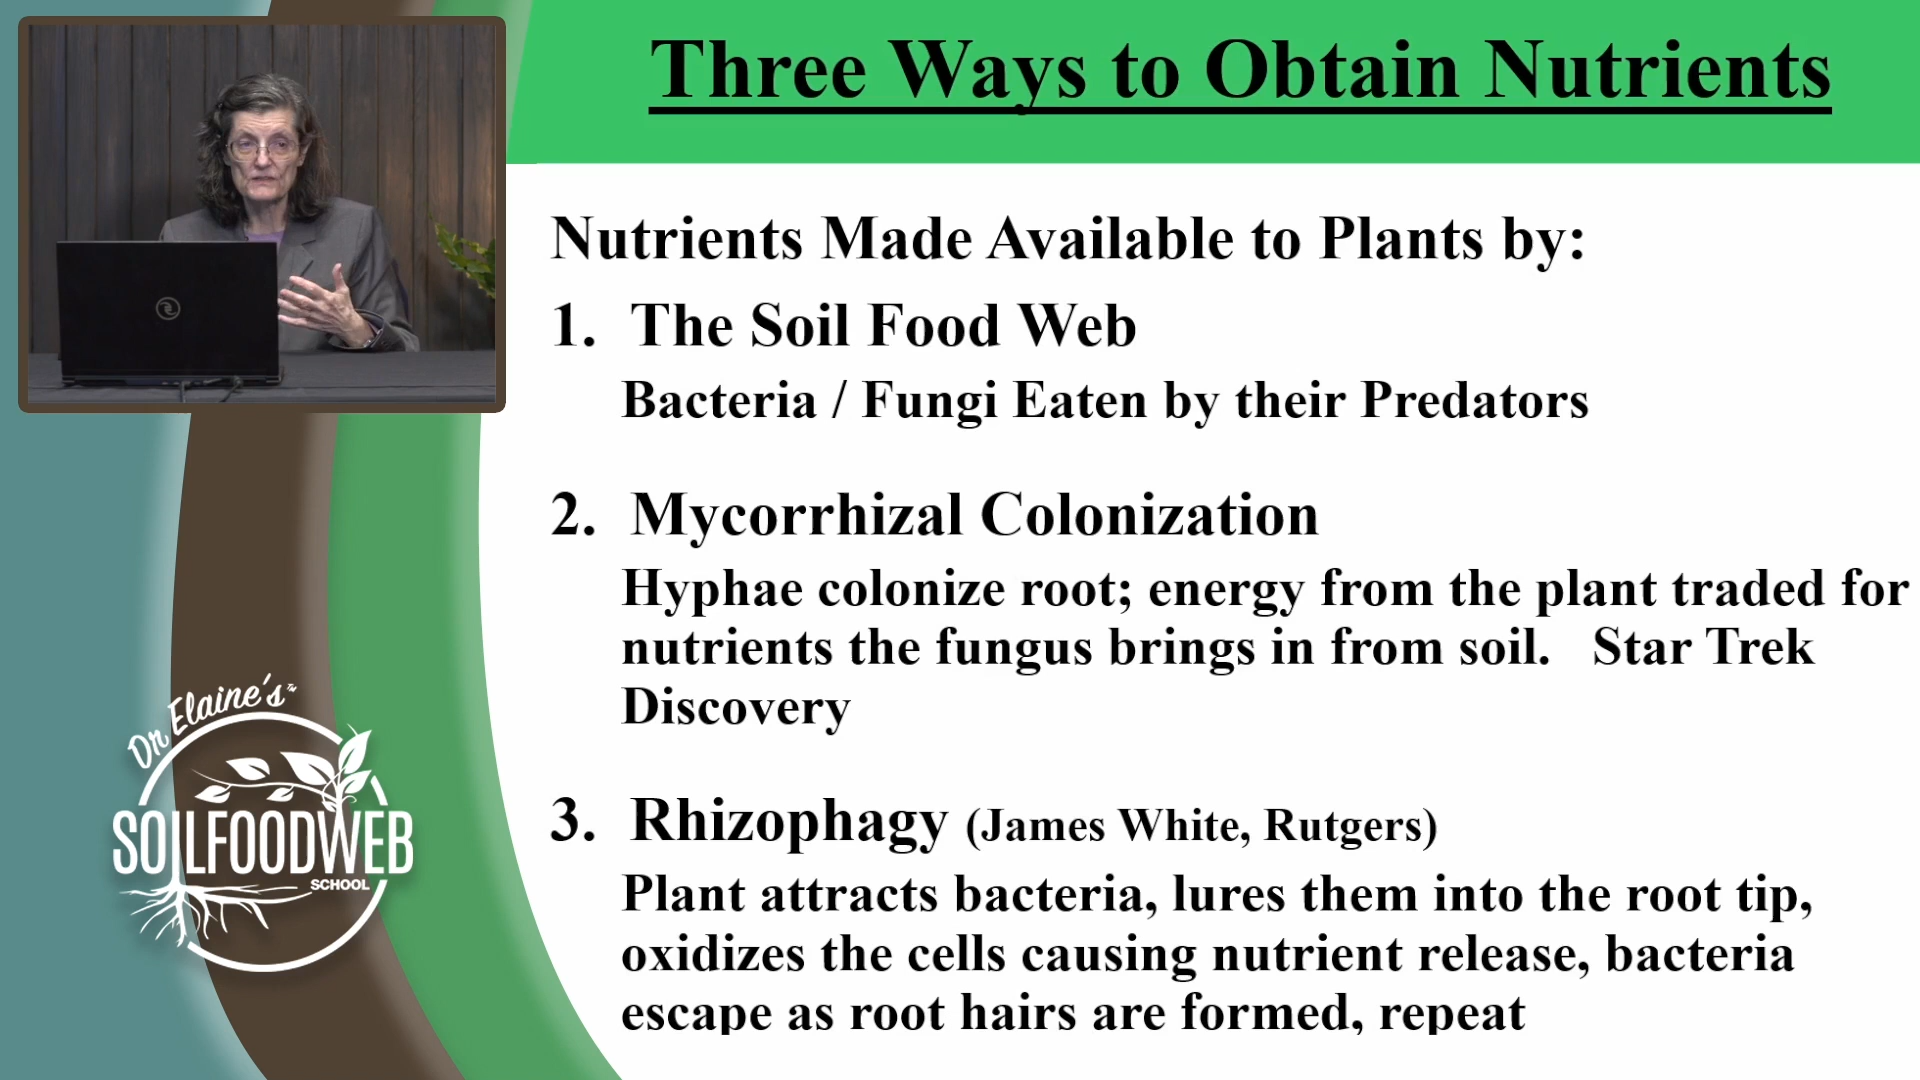 Three Ways to Obtain Nutrients
Nutrients Made Available to Plants by:
1. The Soil Food Web
Bacteria / Fungi Eaten by their Predators
2. Mycorrhizal Colonization
Hyphae colonize root; energy from the plant traded for
nutrients the fungus brings in from soil. Star Trek
Discovery
3. Rhizophagy (James White, Rutgers)
Plant attracts bacteria, lures them into the root tip,
oxidizes the cells causing nutrient release, bacteria
escape as root hairs are formed, repeat
Dr Elaine's™
SOILFOODWEB
SCHOOL